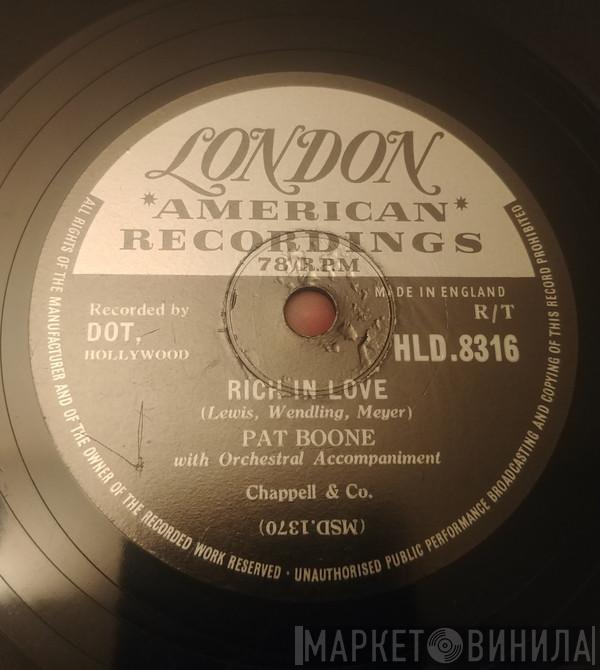 LONDON
*AMERICAN*
RECORDINGS
78 R.P.M
MADE IN ENGLAND
Recorded by
DOT,
HOLLYWOOD
R/T
HLD.8316
RICH IN LOVE
(Lewis, Wendling, Meyer)
PAT BOONE
with Orchestral Accompaniment
Chappell & Co.
(MSD.1370)
ALL RIGHTS OF THE MANUFACTURER AND OF THE OWNER OF THE RECORDED WORK RESERVED · UNAUTHORISED PUBLIC PERFORMANCE BROADCASTING AND COPYING OF THIS RECORD PROHIBITED
МАРКЕТ ВИНИЛА